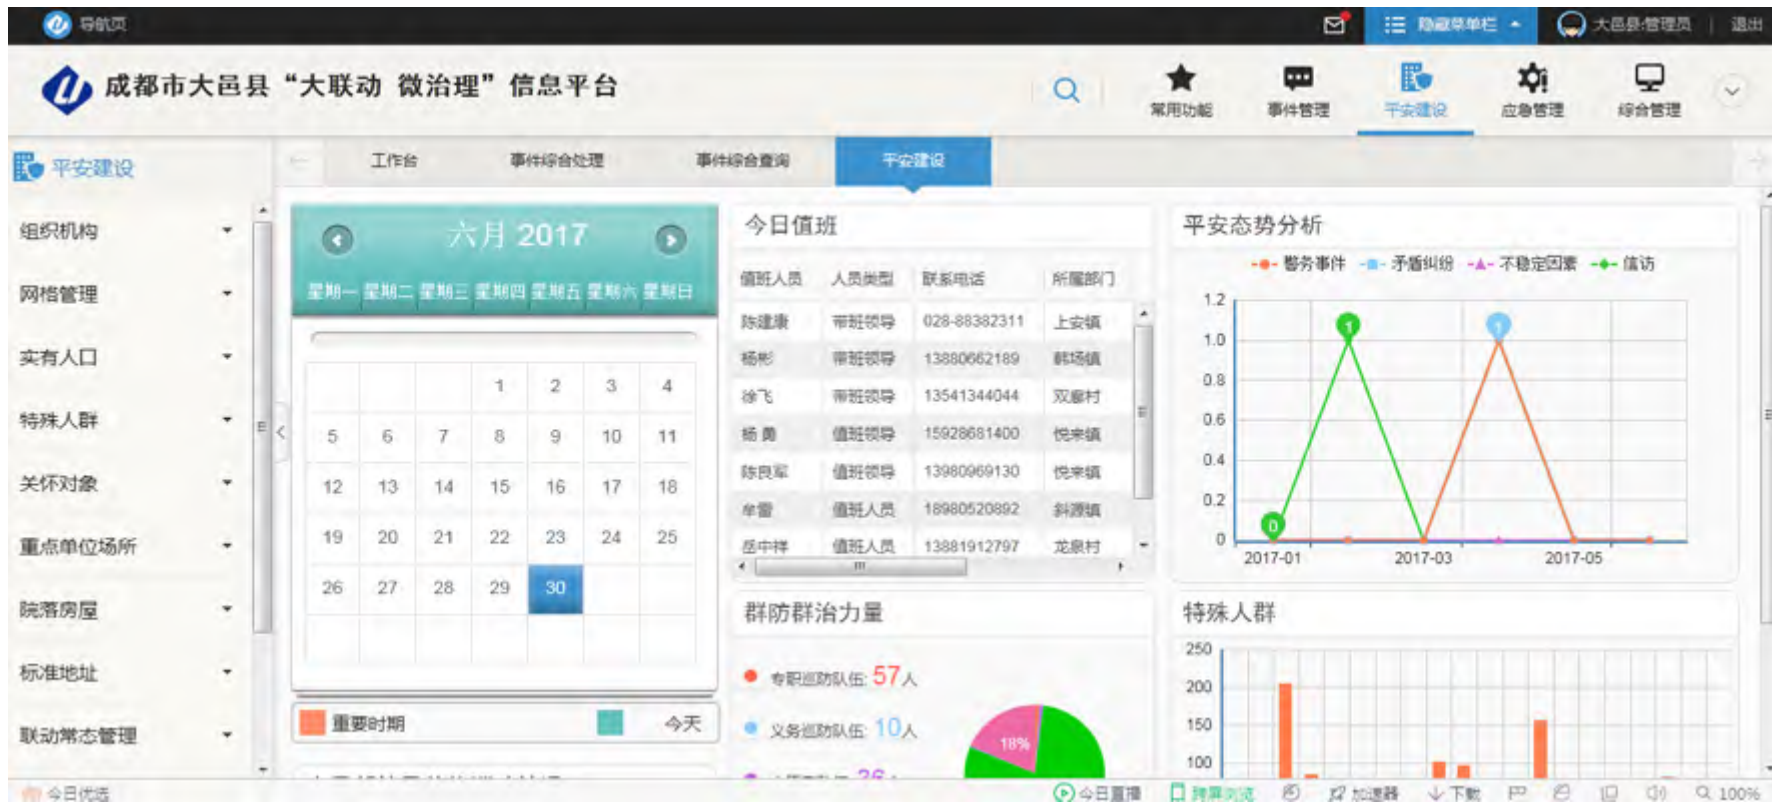 导航页
隐藏菜单栏
大邑县:管理员 | 退出
成都市大邑县“大联动 微治理”信息平台
常用功能
事件管理
平安建设
应急管理
综合管理
平安建设
工作台
事件综合处理
事件综合查询
平安建设
组织机构
网格管理
实有人口
特殊人群
关怀对象
重点单位场所
院落房屋
标准地址
联动常态管理
六月 2017
星期一 星期二 星期三 星期四 星期五 星期六 星期日
1 2 3 4
5 6 7 8 9 10 11
12 13 14 15 16 17 18
19 20 21 22 23 24 25
26 27 28 29 30
重要时期
今天
今日值班
值班人员 人员类型 联系电话 所属部门
陈建康 带班领导 028-88382311 上安镇
杨彬 带班领导 13880662189 韩场镇
徐飞 带班领导 13541344044 双廊村
杨勇 值班领导 15928681400 悦来镇
陈良军 值班领导 13980969130 悦来镇
牟雷 值班人员 18980520892 斜源镇
岳中祥 值班人员 13881912797 龙泉村
群防群治力量
专职巡防队伍: 57人
义务巡防队伍: 10人
18%
平安态势分析
警务事件 矛盾纠纷 不稳定因素 信访
1.2
1.0
0.8
0.6
0.4
0.2
0
1
1
0
2017-01 2017-03 2017-05
特殊人群
250
200
150
100
今日优选
今日直播
跨屏浏览
加速器
下载
100%